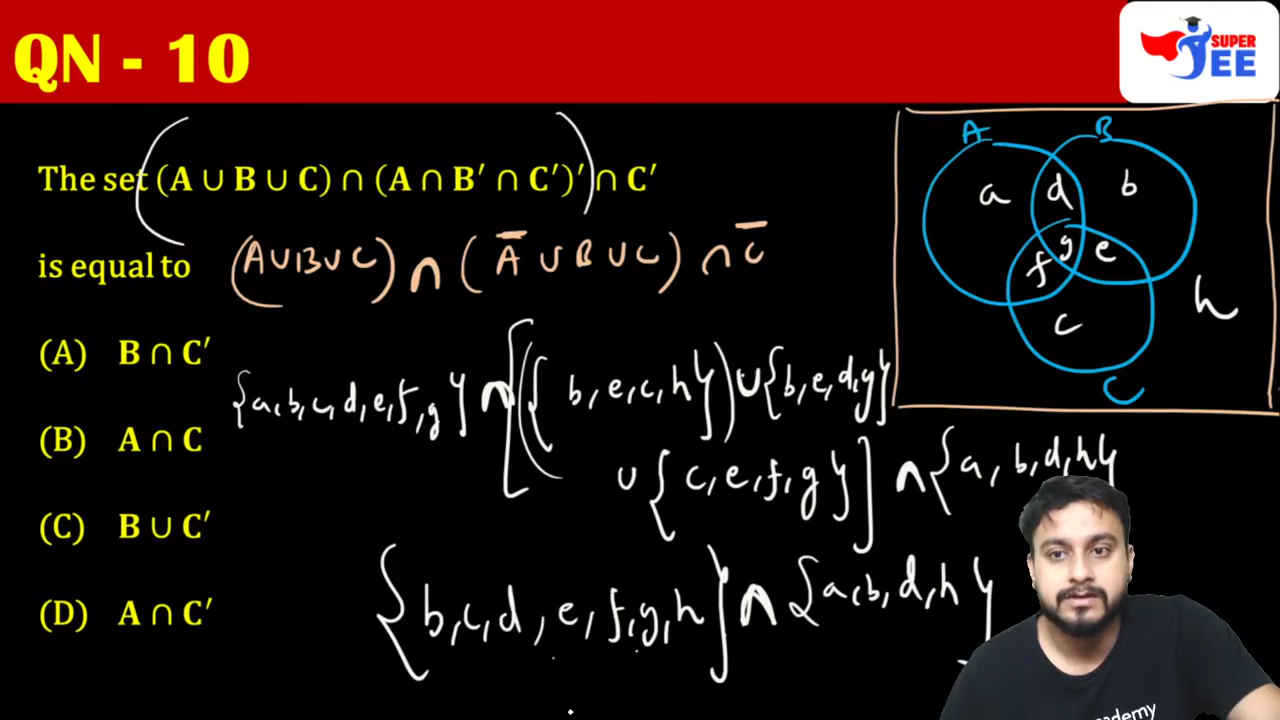 QN - 10
SUPER
JEE
The set (A ∪ B ∪ C) ∩ (A ∩ B′ ∩ C′)′ ∩ C′
is equal to
(A∪B∪C) ∩ (A̅ ∪ B ∪ C) ∩ C̅
(A) B ∩ C′
(B) A ∩ C
(C) B ∪ C′
(D) A ∩ C′
{a,b,c,d,e,f,g} ∩ [(({b,e,c,h}) ∪ {b,e,d,g}
∪ {c,e,f,g}] ∩ {a,b,d,h}
{b,c,d,e,f,g,h} ∩ {a,b,d,h}
A B
a d b
g
f e
c h
C